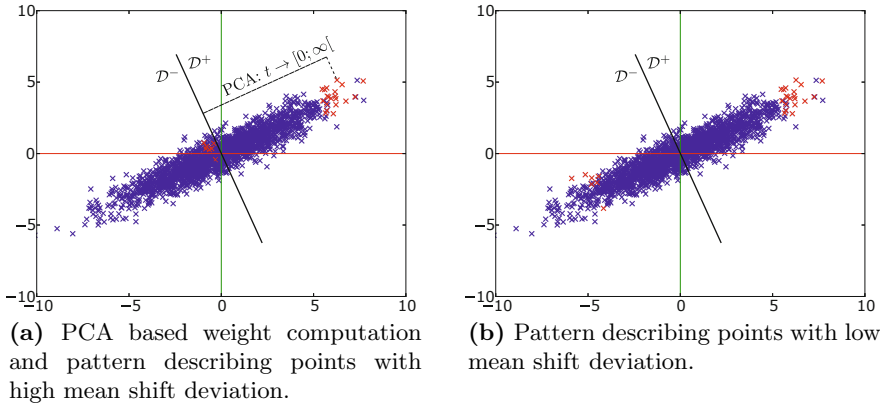 10
5
0
−5
−10
−10
−5
0
5
10
𝒟⁻
𝒟⁺
PCA: t → [0; ∞[
10
5
0
−5
−10
−10
−5
0
5
10
𝒟⁻
𝒟⁺
(a) PCA based weight computation
and pattern describing points with
high mean shift deviation.
(b) Pattern describing points with low
mean shift deviation.